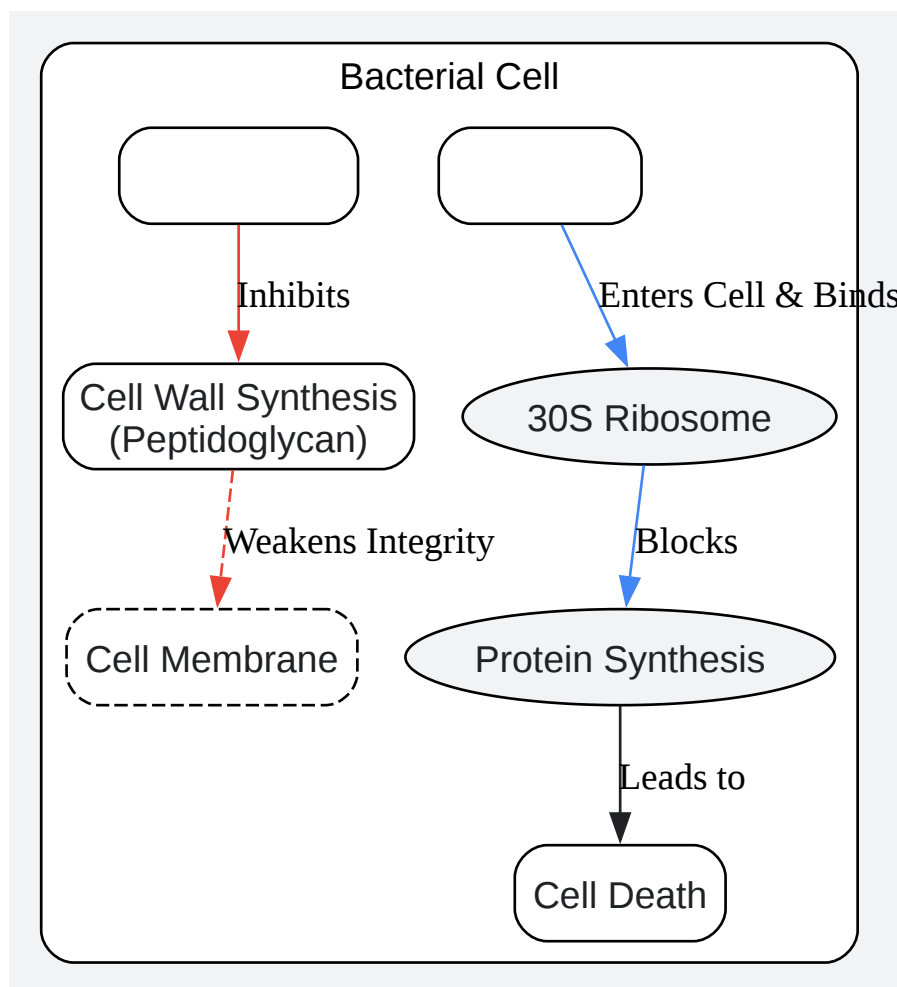 Bacterial Cell
Inhibits
Enters Cell & Binds
Cell Wall Synthesis
(Peptidoglycan)
30S Ribosome
Weakens Integrity
Blocks
Cell Membrane
Protein Synthesis
Leads to
Cell Death